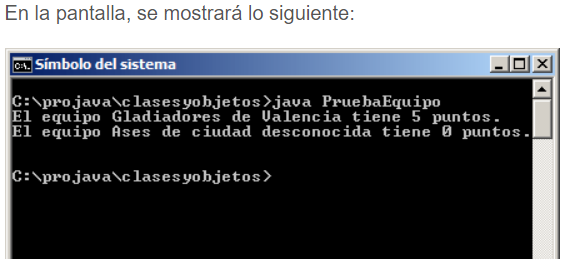 En la pantalla, se mostrará lo siguiente:
C:\ Símbolo del sistema
C:\projava\clasesyobjetos>java PruebaEquipo
El equipo Gladiadores de Valencia tiene 5 puntos.
El equipo Ases de ciudad desconocida tiene 0 puntos.
C:\projava\clasesyobjetos>